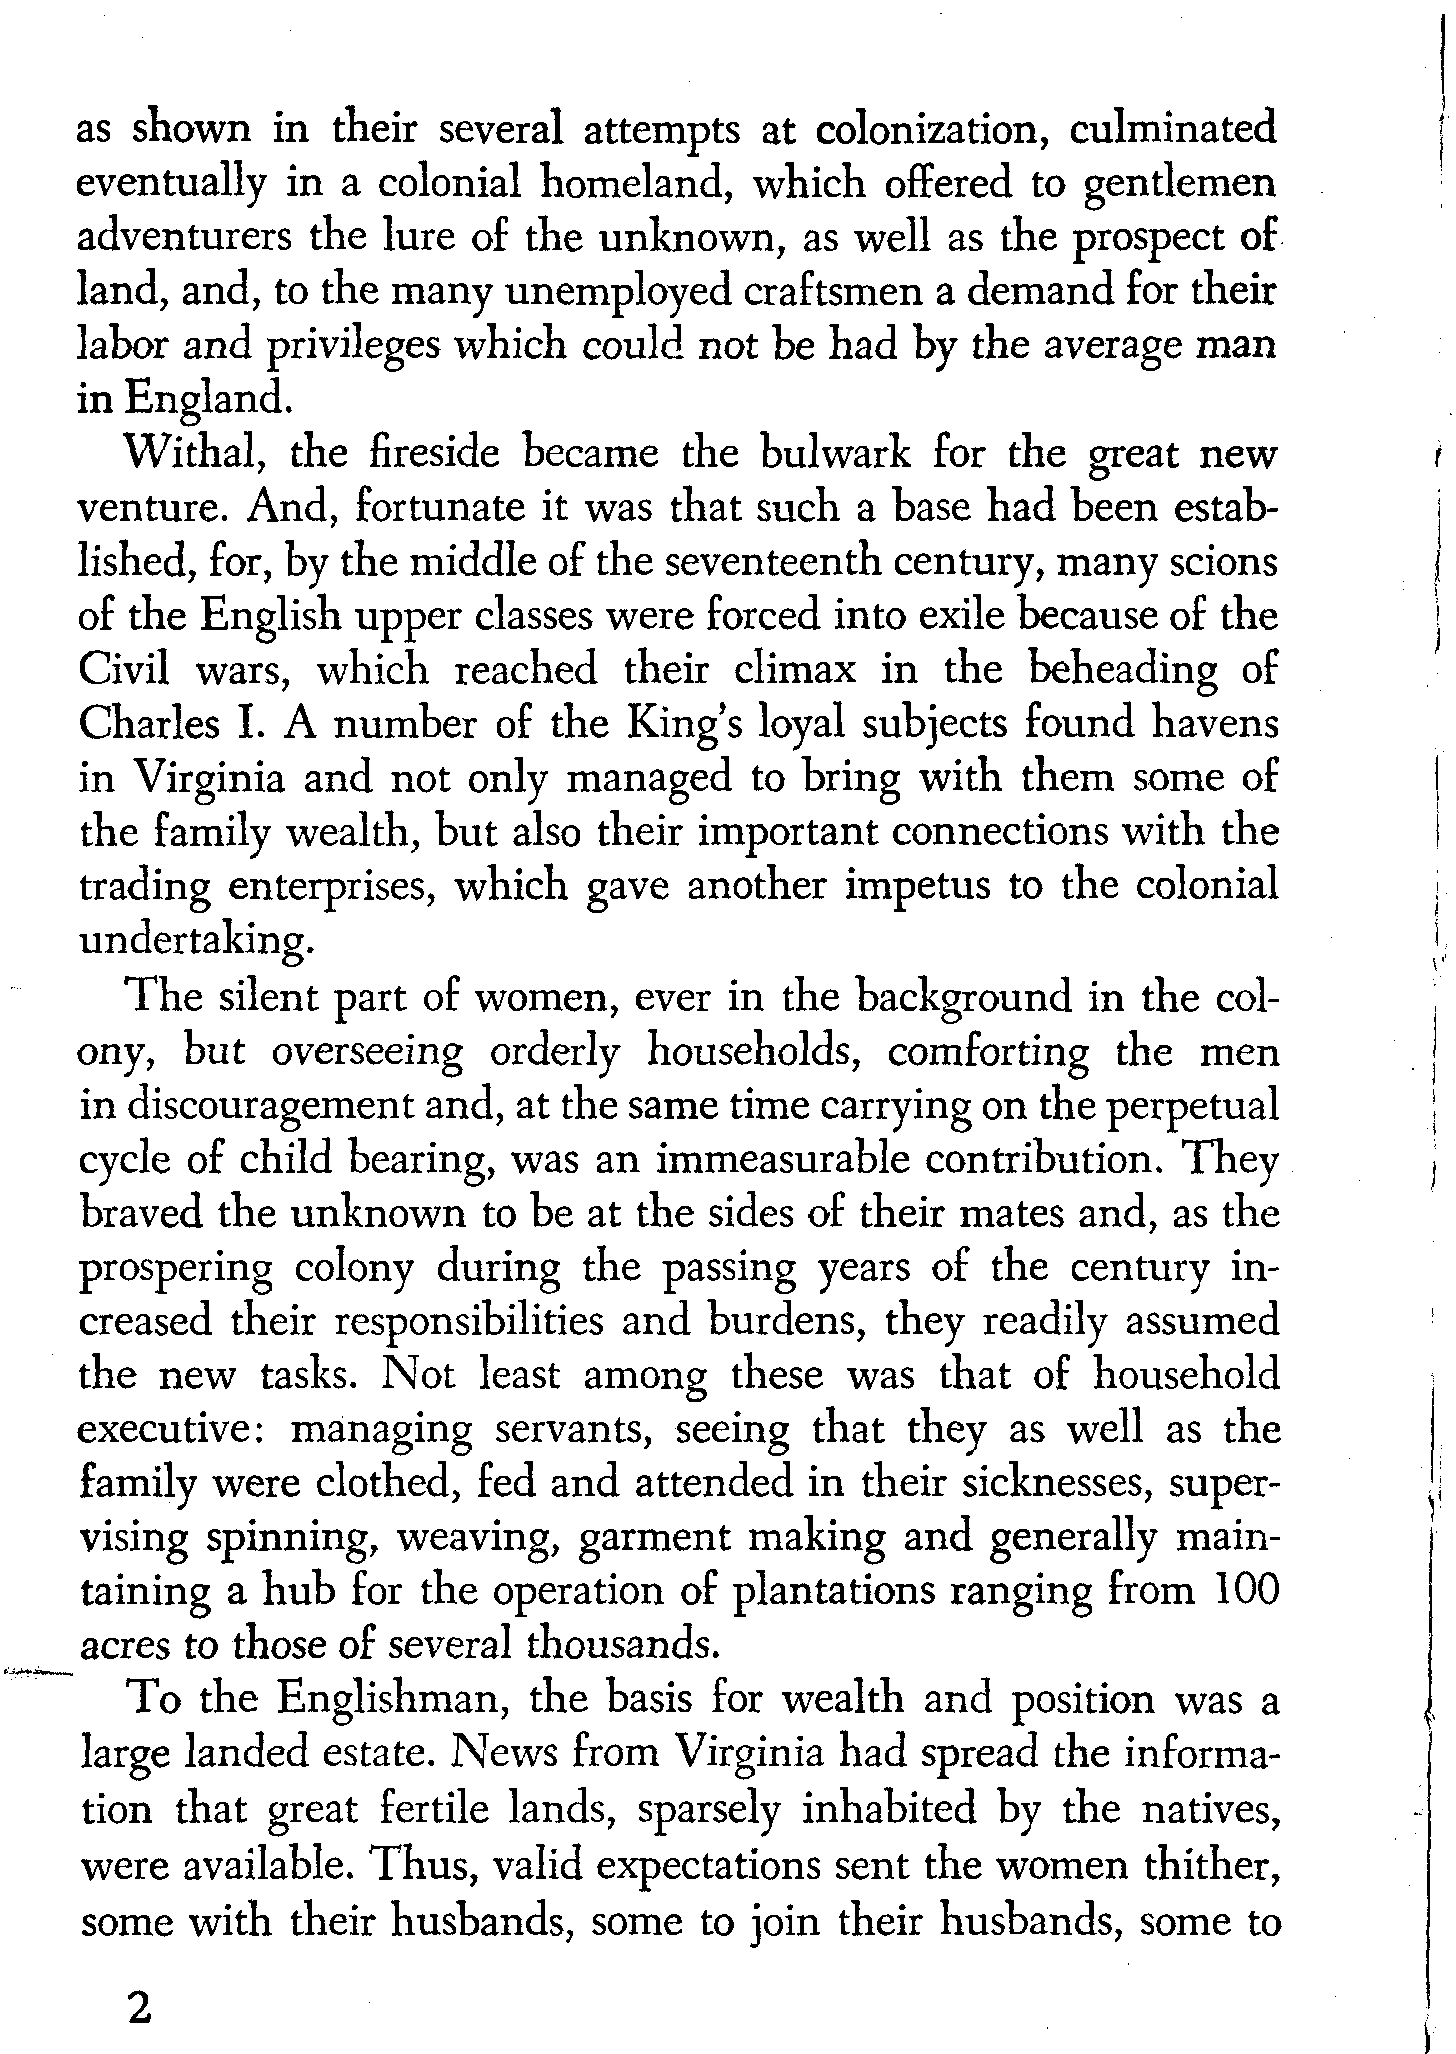 as shown in their several attempts at colonization, culminated
eventually in a colonial homeland, which offered to gentlemen
adventurers the lure of the unknown, as well as the prospect of
land, and, to the many unemployed craftsmen a demand for their
labor and privileges which could not be had by the average man
in England.
Withal, the fireside became the bulwark for the great new
venture. And, fortunate it was that such a base had been estab-
lished, for, by the middle of the seventeenth century, many scions
of the English upper classes were forced into exile because of the
Civil wars, which reached their climax in the beheading of
Charles I. A number of the King's loyal subjects found havens
in Virginia and not only managed to bring with them some of
the family wealth, but also their important connections with the
trading enterprises, which gave another impetus to the colonial
undertaking.
The silent part of women, ever in the background in the col-
ony, but overseeing orderly households, comforting the men
in discouragement and, at the same time carrying on the perpetual
cycle of child bearing, was an immeasurable contribution. They
braved the unknown to be at the sides of their mates and, as the
prospering colony during the passing years of the century in-
creased their responsibilities and burdens, they readily assumed
the new tasks. Not least among these was that of household
executive: managing servants, seeing that they as well as the
family were clothed, fed and attended in their sicknesses, super-
vising spinning, weaving, garment making and generally main-
taining a hub for the operation of plantations ranging from 100
acres to those of several thousands.
To the Englishman, the basis for wealth and position was a
large landed estate. News from Virginia had spread the informa-
tion that great fertile lands, sparsely inhabited by the natives,
were available. Thus, valid expectations sent the women thither,
some with their husbands, some to join their husbands, some to
2